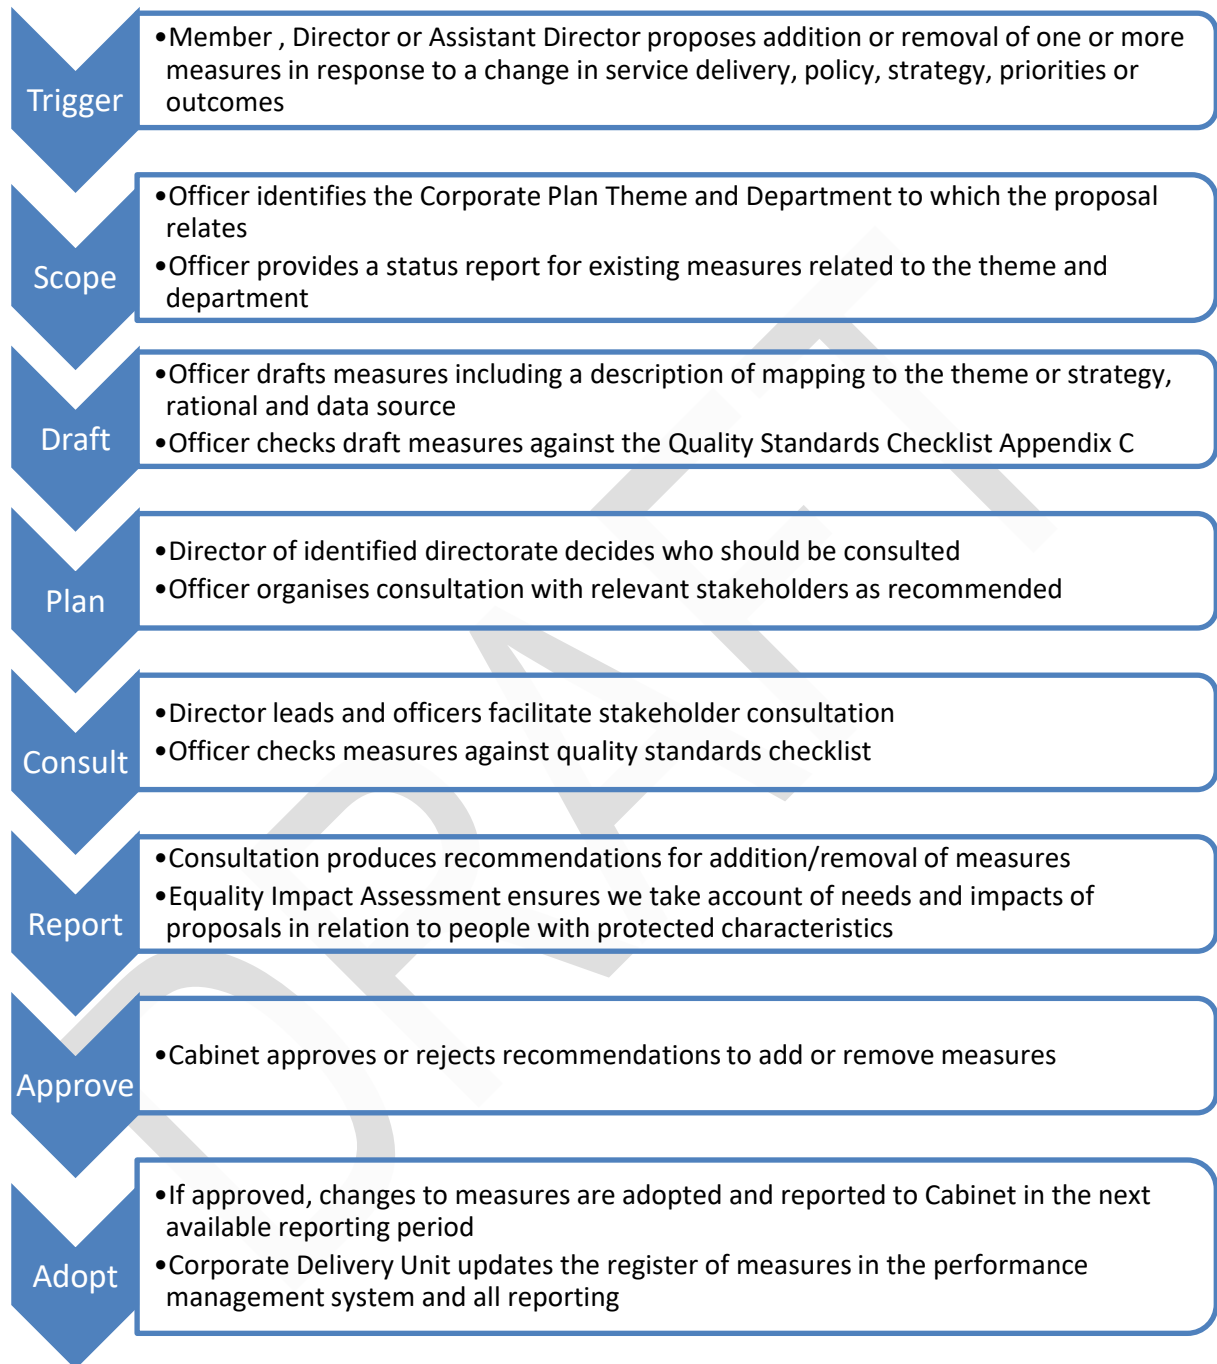 Trigger
•Member , Director or Assistant Director proposes addition or removal of one or more
measures in response to a change in service delivery, policy, strategy, priorities or
outcomes
Scope
•Officer identifies the Corporate Plan Theme and Department to which the proposal
relates
•Officer provides a status report for existing measures related to the theme and
department
Draft
•Officer drafts measures including a description of mapping to the theme or strategy,
rational and data source
•Officer checks draft measures against the Quality Standards Checklist Appendix C
Plan
•Director of identified directorate decides who should be consulted
•Officer organises consultation with relevant stakeholders as recommended
Consult
•Director leads and officers facilitate stakeholder consultation
•Officer checks measures against quality standards checklist
Report
•Consultation produces recommendations for addition/removal of measures
•Equality Impact Assessment ensures we take account of needs and impacts of
proposals in relation to people with protected characteristics
Approve
•Cabinet approves or rejects recommendations to add or remove measures
Adopt
•If approved, changes to measures are adopted and reported to Cabinet in the next
available reporting period
•Corporate Delivery Unit updates the register of measures in the performance
management system and all reporting
DRAFT